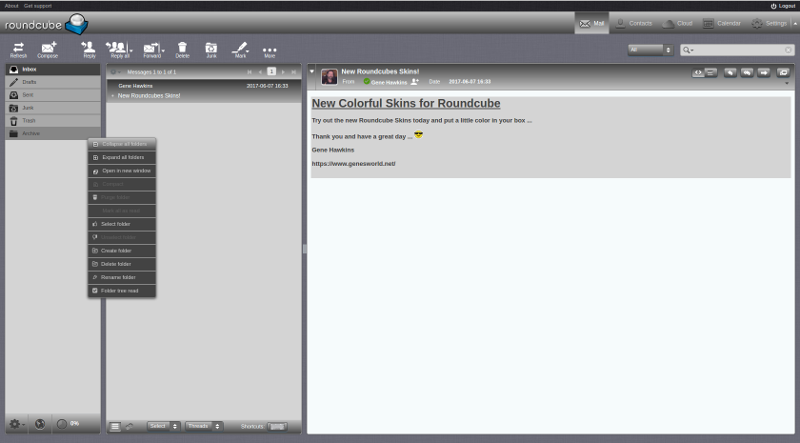 About Get support
Logout
roundcube
Mail
Contacts
Cloud
Calendar
Settings
Refresh
Compose
Reply
Reply all
Forward
Delete
Junk
Mark
More
All
Inbox
Drafts
Sent
Junk
Trash
Archive
Messages 1 to 1 of 1
1
Gene Hawkins 2017-06-07 16:33
New Roundcubes Skins!
Collapse all folders
Expand all folders
Open in new window
Compact
Empty folder
Mark all as read
Select folder
Unselect folder
Create folder
Delete folder
Rename folder
Folder tree read
New Roundcubes Skins!
From Gene Hawkins Date 2017-06-07 16:33
New Colorful Skins for Roundcube
Try out the new Roundcube Skins today and put a little color in your box ...
Thank you and have a great day ...
Gene Hawkins
https://www.genesworld.net/
0%
Select
Threads
Shortcuts: